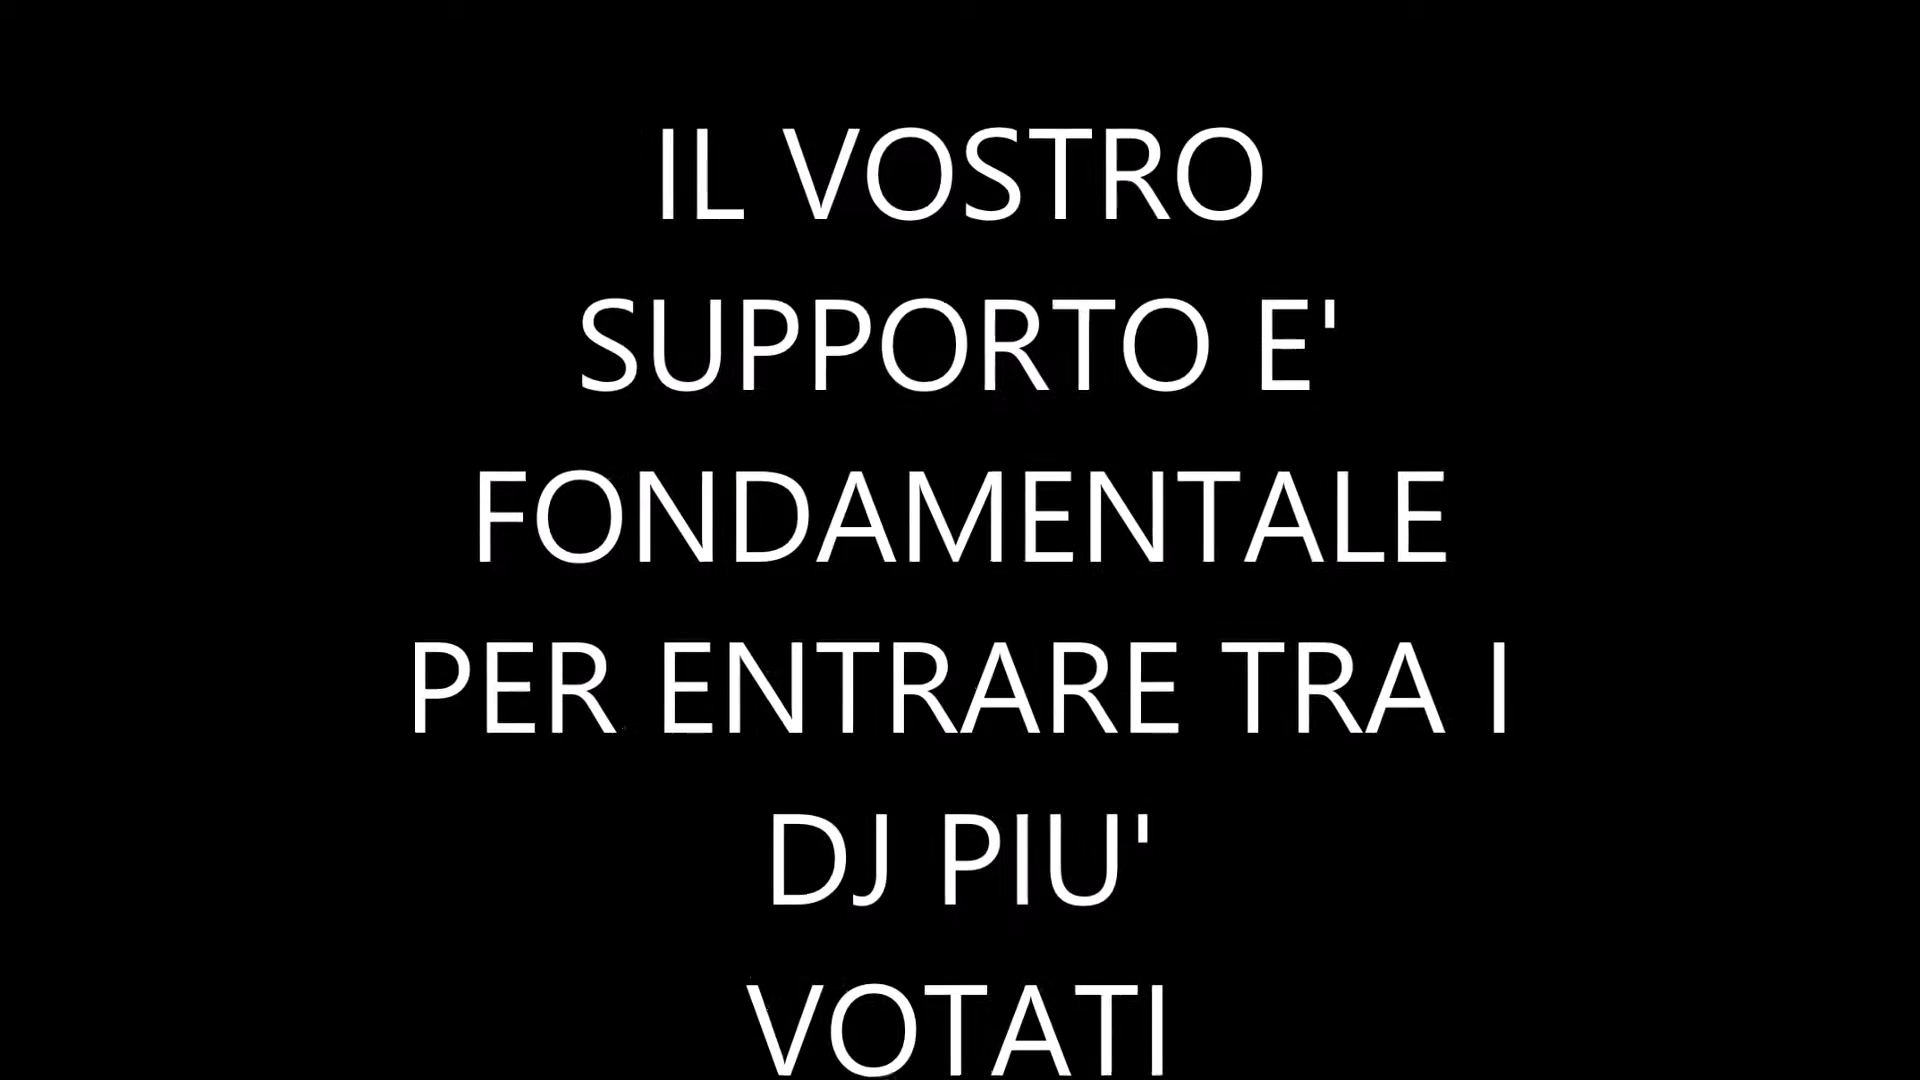 IL VOSTRO
SUPPORTO E'
FONDAMENTALE
PER ENTRARE TRA I
DJ PIU'
VOTATI